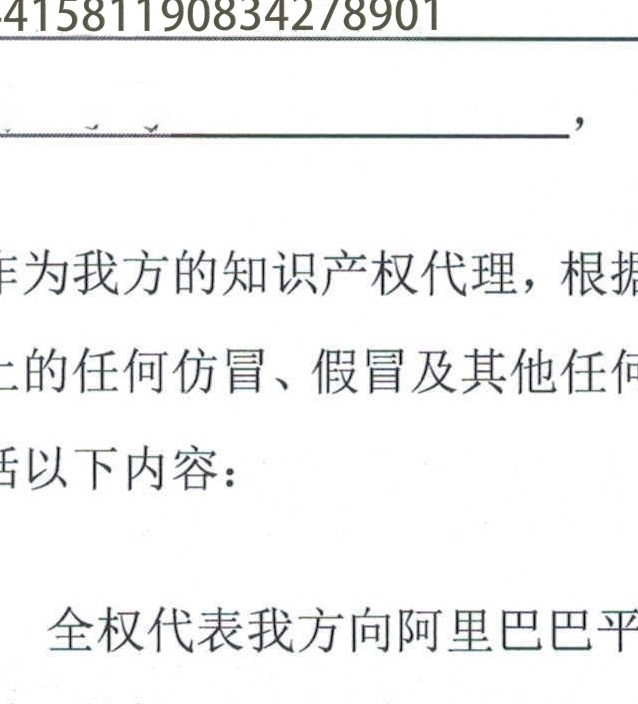 41581190834278901
，
作为我方的知识产权代理，根据
上的任何仿冒、假冒及其他任何
括以下内容：
全权代表我方向阿里巴巴平